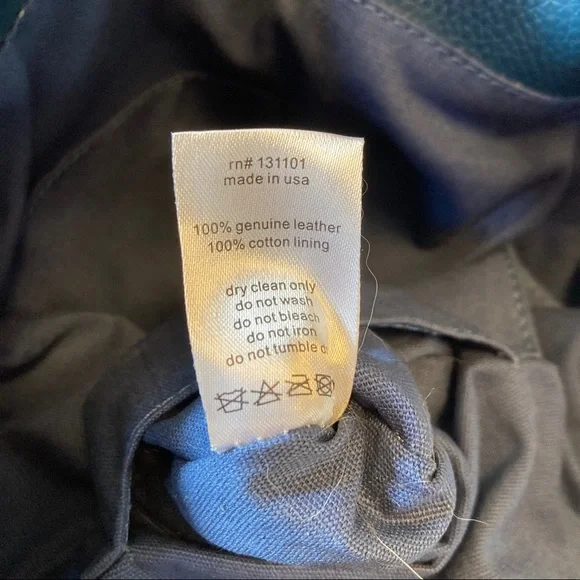 rn# 131101
made in usa
100% genuine leather
100% cotton lining
dry clean only
do not wash
do not bleach
do not iron
do not tumble